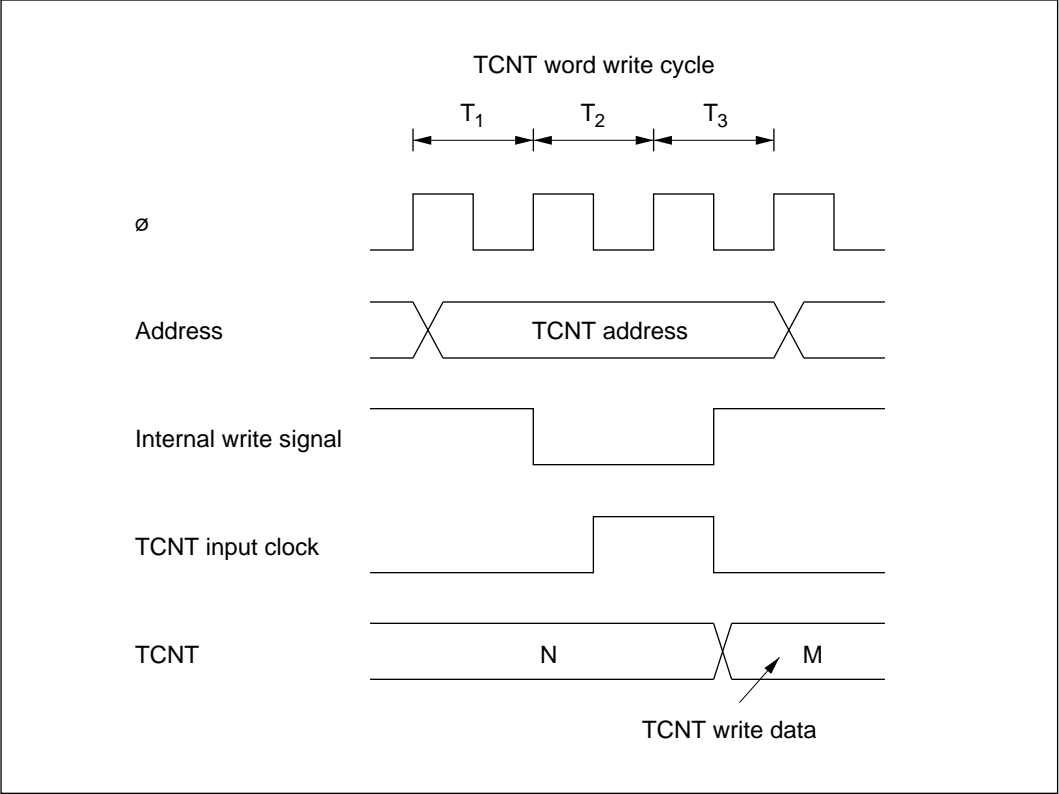 TCNT word write cycle
T1 T2 T3
ø
Address TCNT address
Internal write signal
TCNT input clock
TCNT N M
TCNT write data